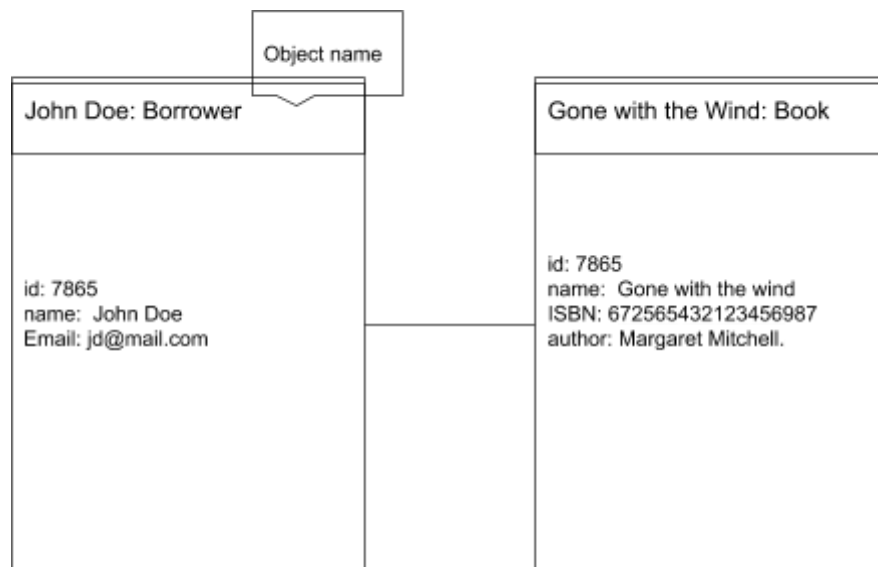 Object name
John Doe: Borrower
Gone with the Wind: Book
id: 7865
name:  John Doe
Email: jd@mail.com
id: 7865
name:  Gone with the wind
ISBN: 672565432123456987
author: Margaret Mitchell.